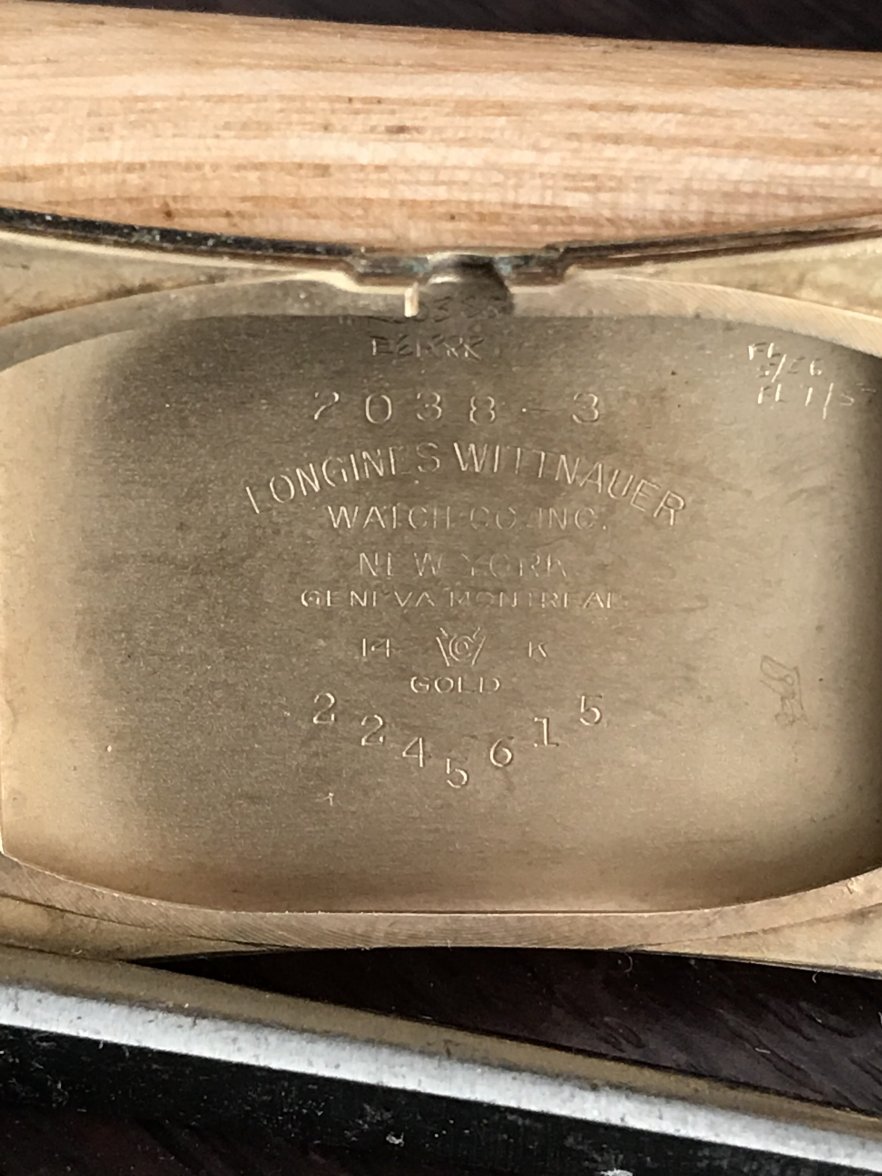 2038-3
LONGINES WITTNAUER
WATCH CO. INC.
NEW YORK
GENEVA MONTREAL
14 K
GOLD
2245615